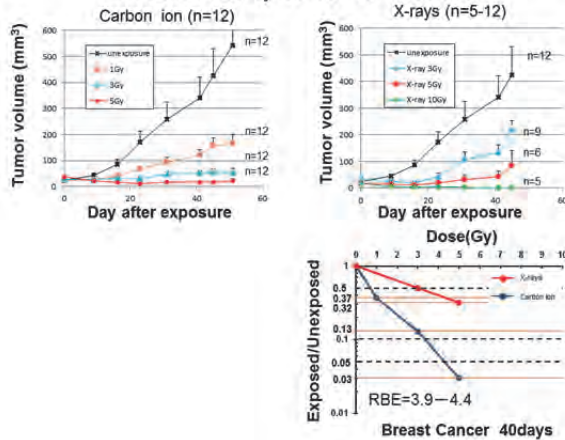 Carbon ion (n=12)
Tumor volume (mm³)
600
500
400
300
200
100
0
unexposure
1Gy
3Gy
5Gy
n=12
n=12
n=12
n=12
0
20
40
60
Day after exposure
X-rays (n=5-12)
Tumor volume (mm³)
600
500
400
300
200
100
0
unexposure
X-ray 3Gy
X-ray 5Gy
X-ray 10Gy
n=12
n=9
n=6
n=5
0
20
40
60
Day after exposure
Dose(Gy)
0 1 2 3 4 5 6 7 8 9 10
Exposed/Unexposed
1
0.5
0.37
0.32
0.13
0.1
0.05
0.03
0.01
X-rays
Carbon ion
RBE=3.9－4.4
Breast Cancer 40days